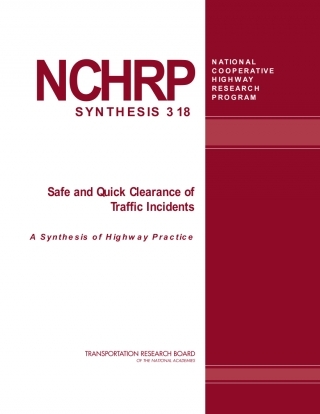 NCHRP
SYNTHESIS 318
NATIONAL
COOPERATIVE
HIGHWAY
RESEARCH
PROGRAM
Safe and Quick Clearance of
Traffic Incidents
A Synthesis of Highway Practice
TRANSPORTATION RESEARCH BOARD
OF THE NATIONAL ACADEMIES